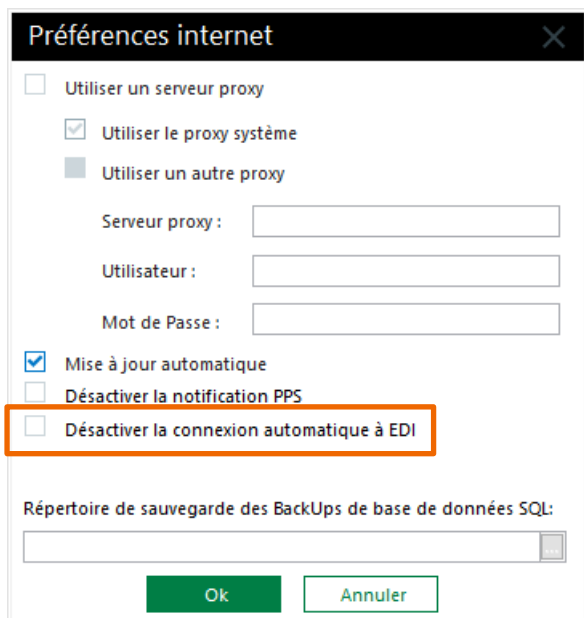 Préférences internet
Utiliser un serveur proxy
Utiliser le proxy système
Utiliser un autre proxy
Serveur proxy :
Utilisateur :
Mot de Passe :
Mise à jour automatique
Désactiver la notification PPS
Désactiver la connexion automatique à EDI
Répertoire de sauvegarde des BackUps de base de données SQL:
...
Ok Annuler